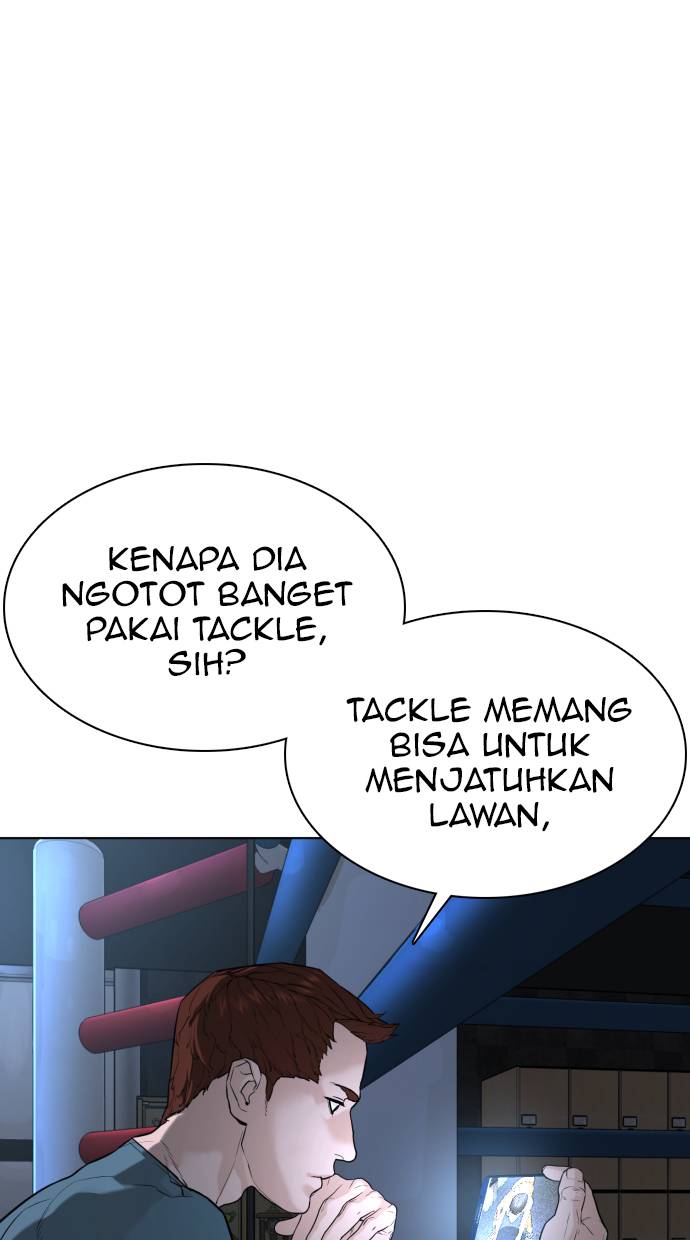 KENAPA DIA
NGOTOT BANGET
PAKAI TACKLE,
SIH?
TACKLE MEMANG
BISA UNTUK
MENJATUHKAN
LAWAN,